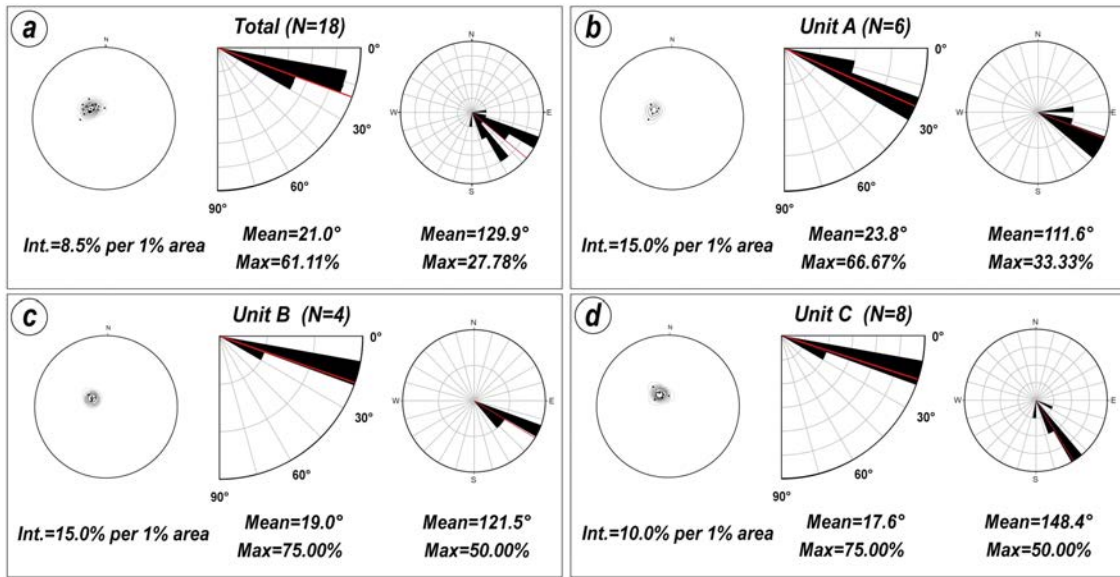 a
Total (N=18)
N
0°
30°
60°
90°
N
W
E
S
Int.=8.5% per 1% area
Mean=21.0°
Max=61.11%
Mean=129.9°
Max=27.78%
b
Unit A (N=6)
N
0°
30°
60°
90°
N
W
E
S
Int.=15.0% per 1% area
Mean=23.8°
Max=66.67%
Mean=111.6°
Max=33.33%
c
Unit B (N=4)
N
0°
30°
60°
90°
N
W
E
S
Int.=15.0% per 1% area
Mean=19.0°
Max=75.00%
Mean=121.5°
Max=50.00%
d
Unit C (N=8)
N
0°
30°
60°
90°
N
W
E
S
Int.=10.0% per 1% area
Mean=17.6°
Max=75.00%
Mean=148.4°
Max=50.00%